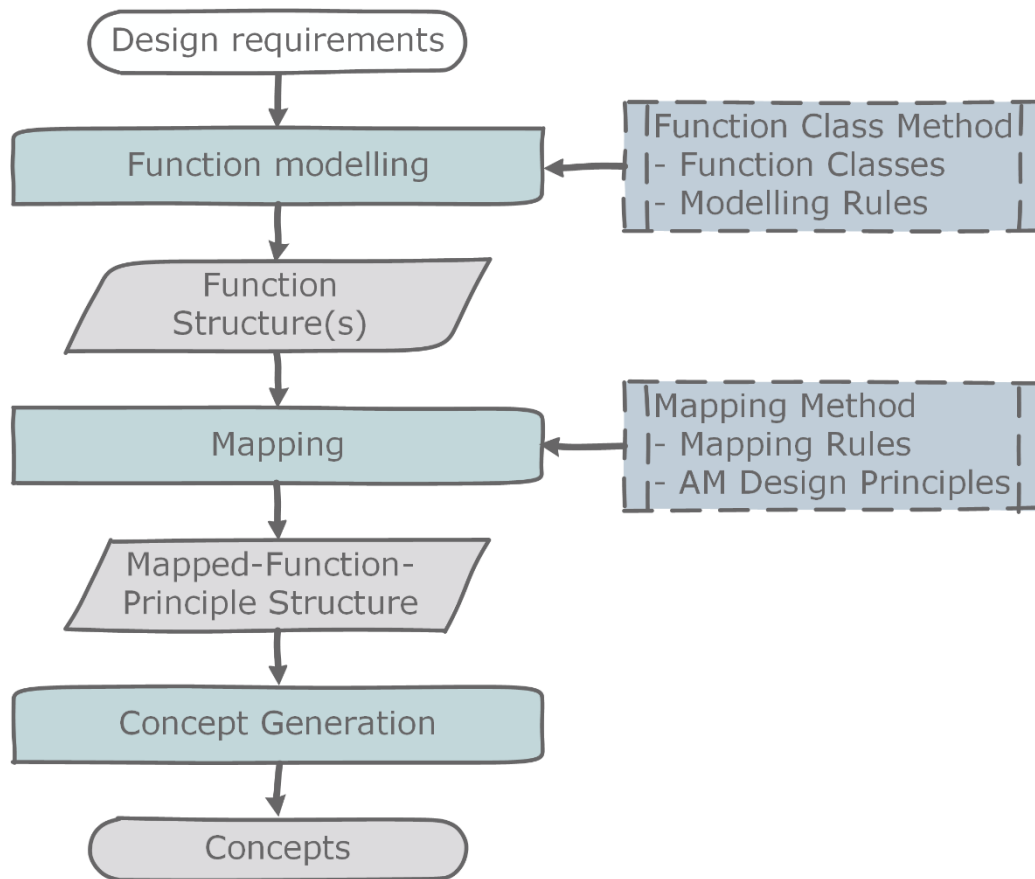 Design requirements
Function modelling
Function Class Method
- Function Classes
- Modelling Rules
Function
Structure(s)
Mapping
Mapping Method
- Mapping Rules
- AM Design Principles
Mapped-Function-
Principle Structure
Concept Generation
Concepts